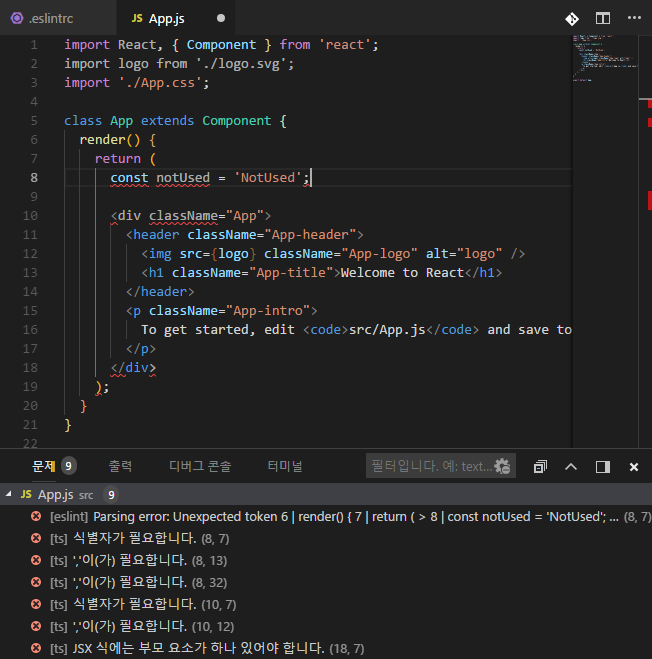 .eslintrc
JS App.js
1 import React, { Component } from 'react';
2 import logo from './logo.svg';
3 import './App.css';
4
5 class App extends Component {
6 render() {
7 return (
8 const notUsed = 'NotUsed';
9
10 <div className="App">
11 <header className="App-header">
12 <img src={logo} className="App-logo" alt="logo" />
13 <h1 className="App-title">Welcome to React</h1>
14 </header>
15 <p className="App-intro">
16 To get started, edit <code>src/App.js</code> and save to
17 </p>
18 </div>
19 );
20 }
21 }
22
문제 9 출력 디버그 콘솔 터미널 필터입니다. 예: text...
JS App.js src 9
[eslint] Parsing error: Unexpected token 6 | render() { 7 | return ( > 8 | const notUsed = 'NotUsed'; ... (8, 7)
[ts] 식별자가 필요합니다. (8, 7)
[ts] ','이(가) 필요합니다. (8, 13)
[ts] ','이(가) 필요합니다. (8, 32)
[ts] 식별자가 필요합니다. (10, 7)
[ts] ','이(가) 필요합니다. (10, 12)
[ts] JSX 식에는 부모 요소가 하나 있어야 합니다. (18, 7)